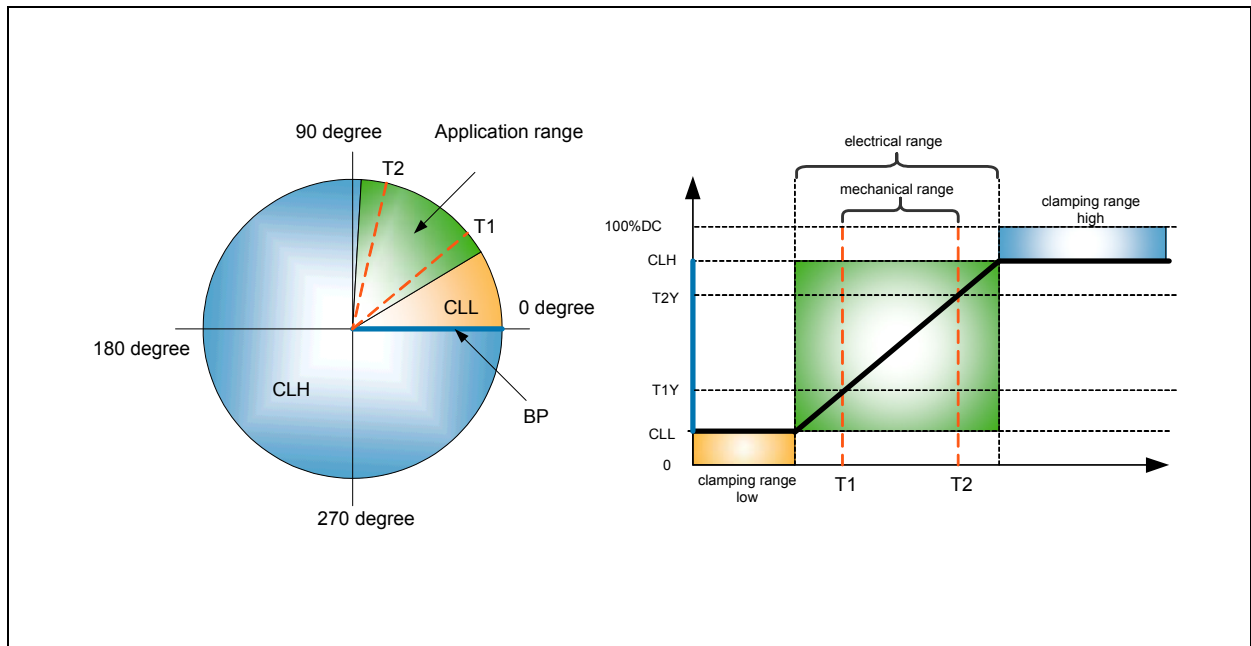 90 degree
Application range
T2
T1
CLL
0 degree
180 degree
CLH
BP
270 degree
electrical range
mechanical range
clamping range
high
100%DC
CLH
T2Y
T1Y
CLL
0
clamping range
low
T1
T2